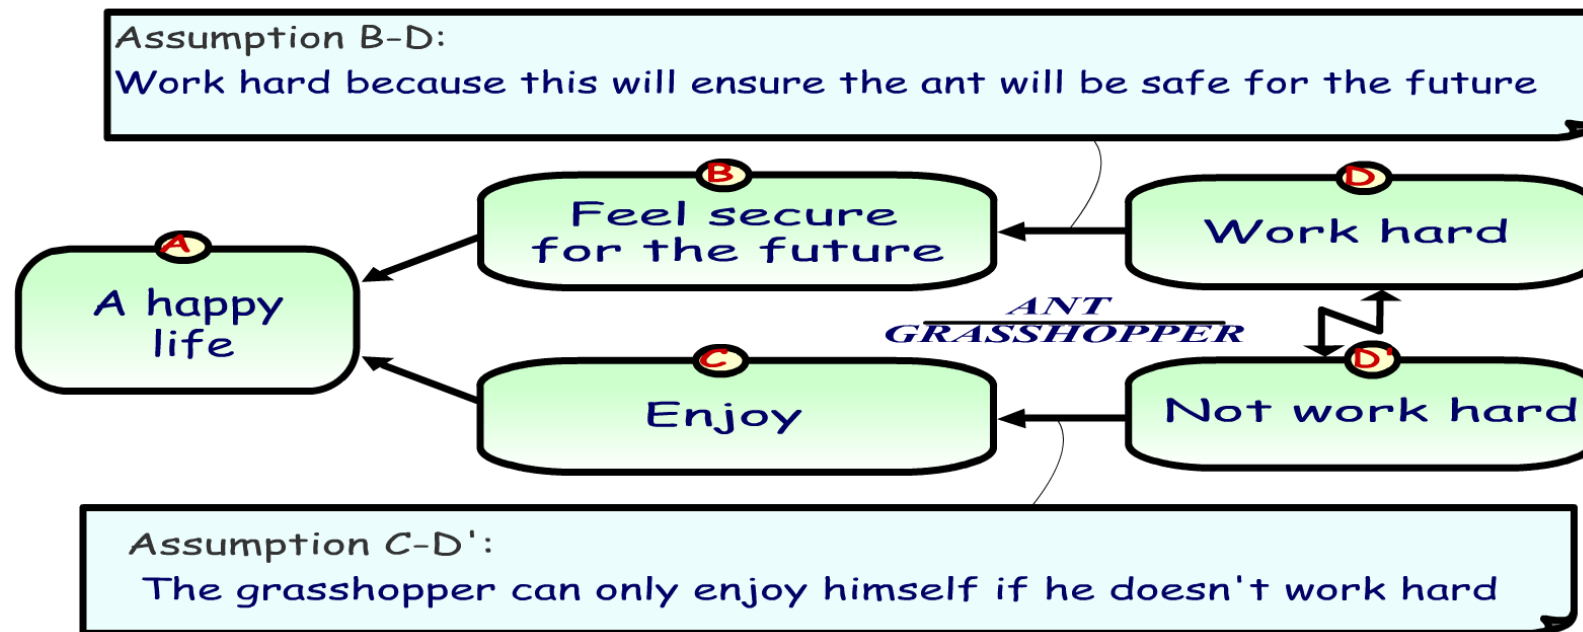 Assumption B-D:
Work hard because this will ensure the ant will be safe for the future
B
D
Feel secure
for the future
Work hard
A
A happy
life
ANT
GRASSHOPPER
C
D'
Enjoy
Not work hard
Assumption C-D':
The grasshopper can only enjoy himself if he doesn't work hard